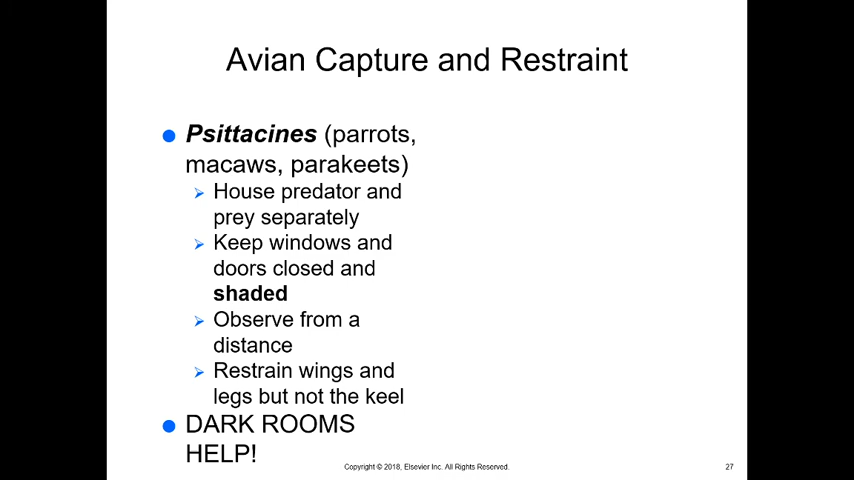 Avian Capture and Restraint
Psittacines (parrots,
macaws, parakeets)
House predator and
prey separately
Keep windows and
doors closed and
shaded
Observe from a
distance
Restrain wings and
legs but not the keel
DARK ROOMS
HELP!
Copyright © 2018, Elsevier Inc. All Rights Reserved.
27